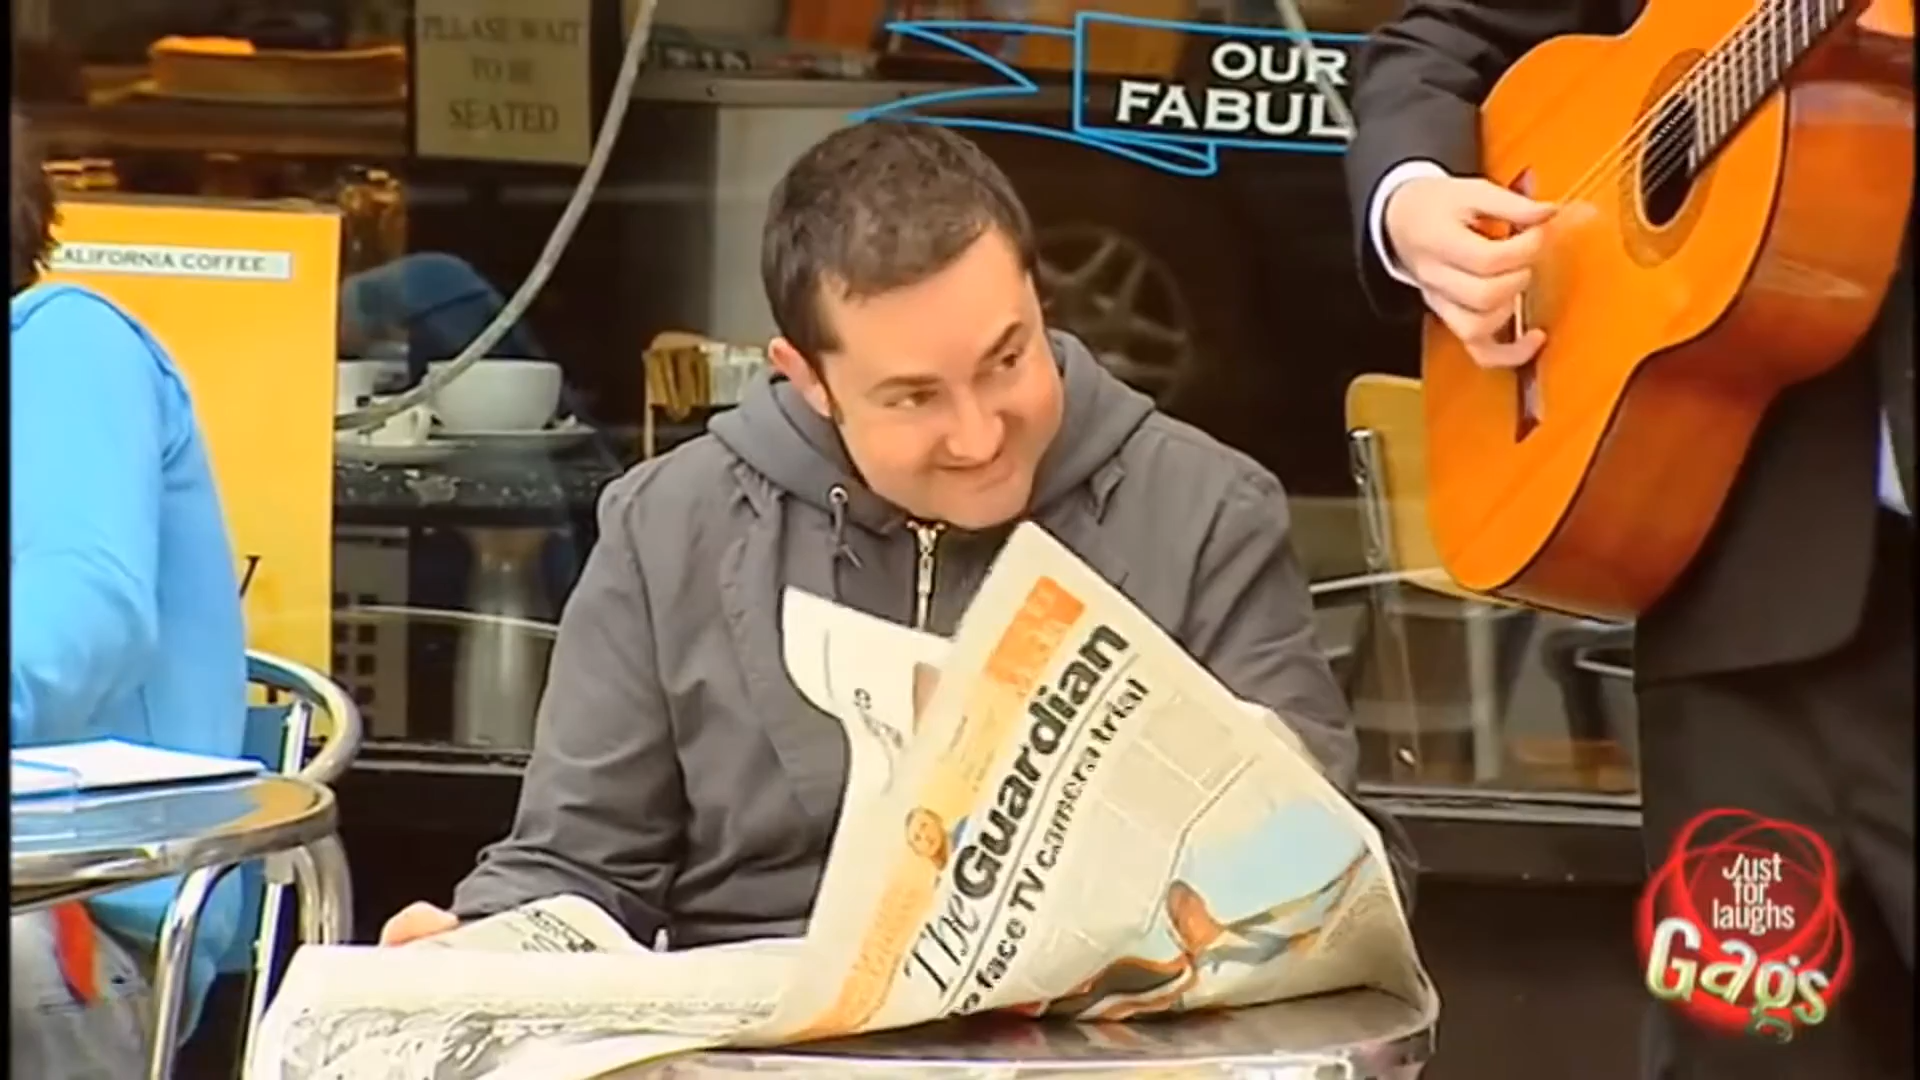 PLEASE WAIT
TO BE
SEATED
OUR
FABUL
CALIFORNIA COFFEE
The Guardian
face TV camera trial
Just
for
laughs
Gags